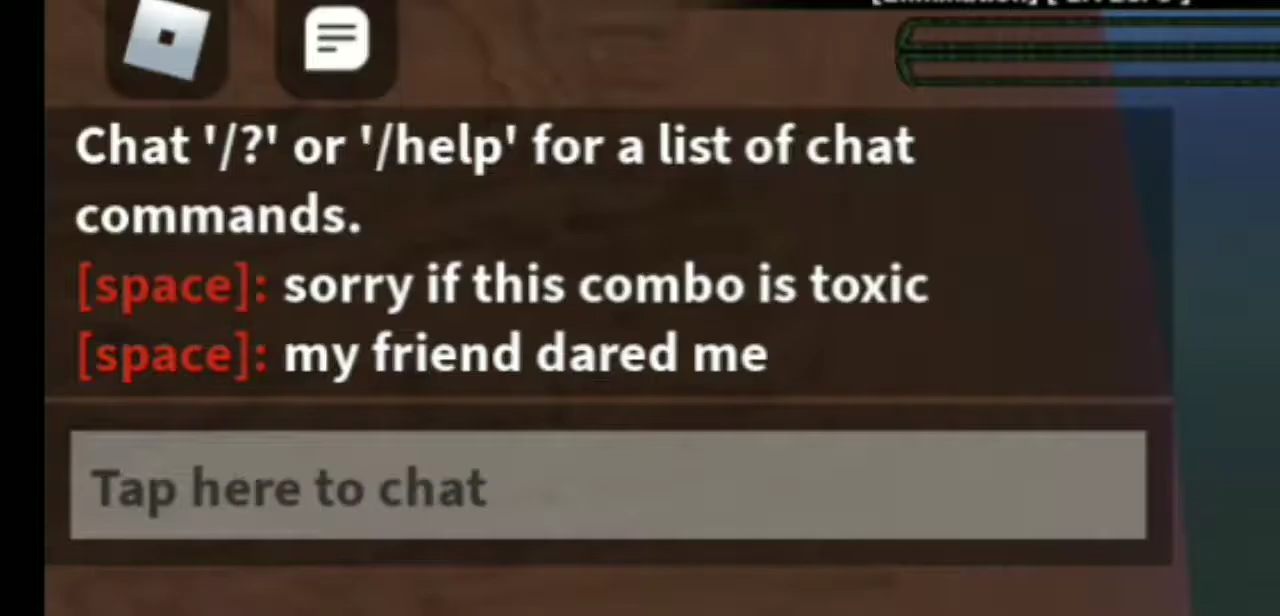 Chat '/?' or '/help' for a list of chat
commands.
[space]: sorry if this combo is toxic
[space]: my friend dared me
Tap here to chat